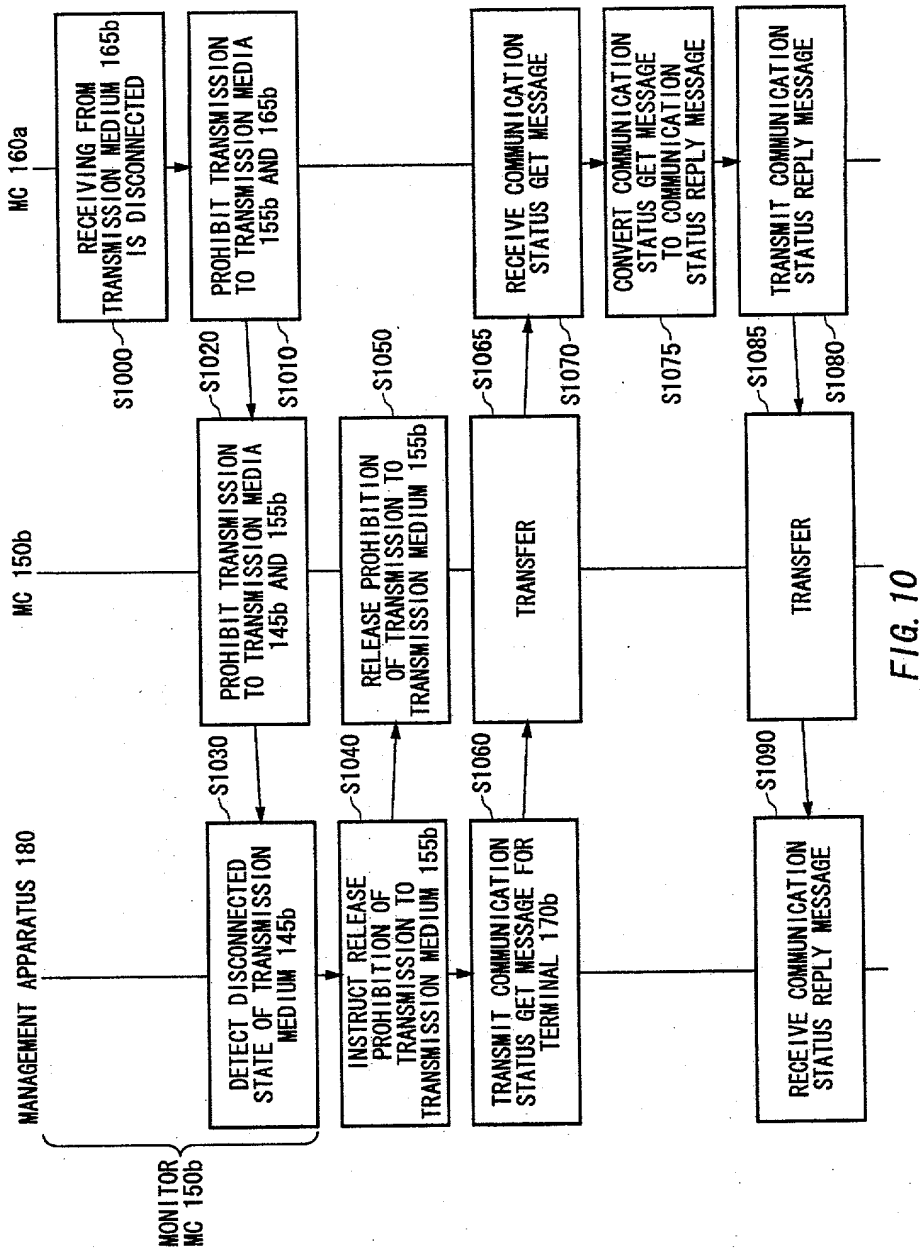 MANAGEMENT APPARATUS 180
MC 150b
MC 160a
MONITOR
MC 150b
S1000
RECEIVING FROM
TRANSMISSION MEDIUM 165b
IS DISCONNECTED
S1010
PROHIBIT TRANSMISSION
TO TRANSMISSION MEDIA
155b AND 165b
S1020
PROHIBIT TRANSMISSION
TO TRANSMISSION MEDIA
145b AND 155b
S1030
DETECT DISCONNECTED
STATE OF TRANSMISSION
MEDIUM 145b
S1040
INSTRUCT RELEASE
PROHIBITION OF
TRANSMISSION TO
TRANSMISSION MEDIUM 155b
S1050
RELEASE PROHIBITION
OF TRANSMISSION TO
TRANSMISSION MEDIUM 155b
S1060
TRANSMIT COMMUNICATION
STATUS GET MESSAGE FOR
TERMINAL 170b
S1065
TRANSFER
S1070
RECEIVE COMMUNICATION
STATUS GET MESSAGE
S1075
CONVERT COMMUNICATION
STATUS GET MESSAGE
TO COMMUNICATION
STATUS REPLY MESSAGE
S1080
TRANSMIT COMMUNICATION
STATUS REPLY MESSAGE
S1085
TRANSFER
S1090
RECEIVE COMMUNICATION
STATUS REPLY MESSAGE
FIG. 10